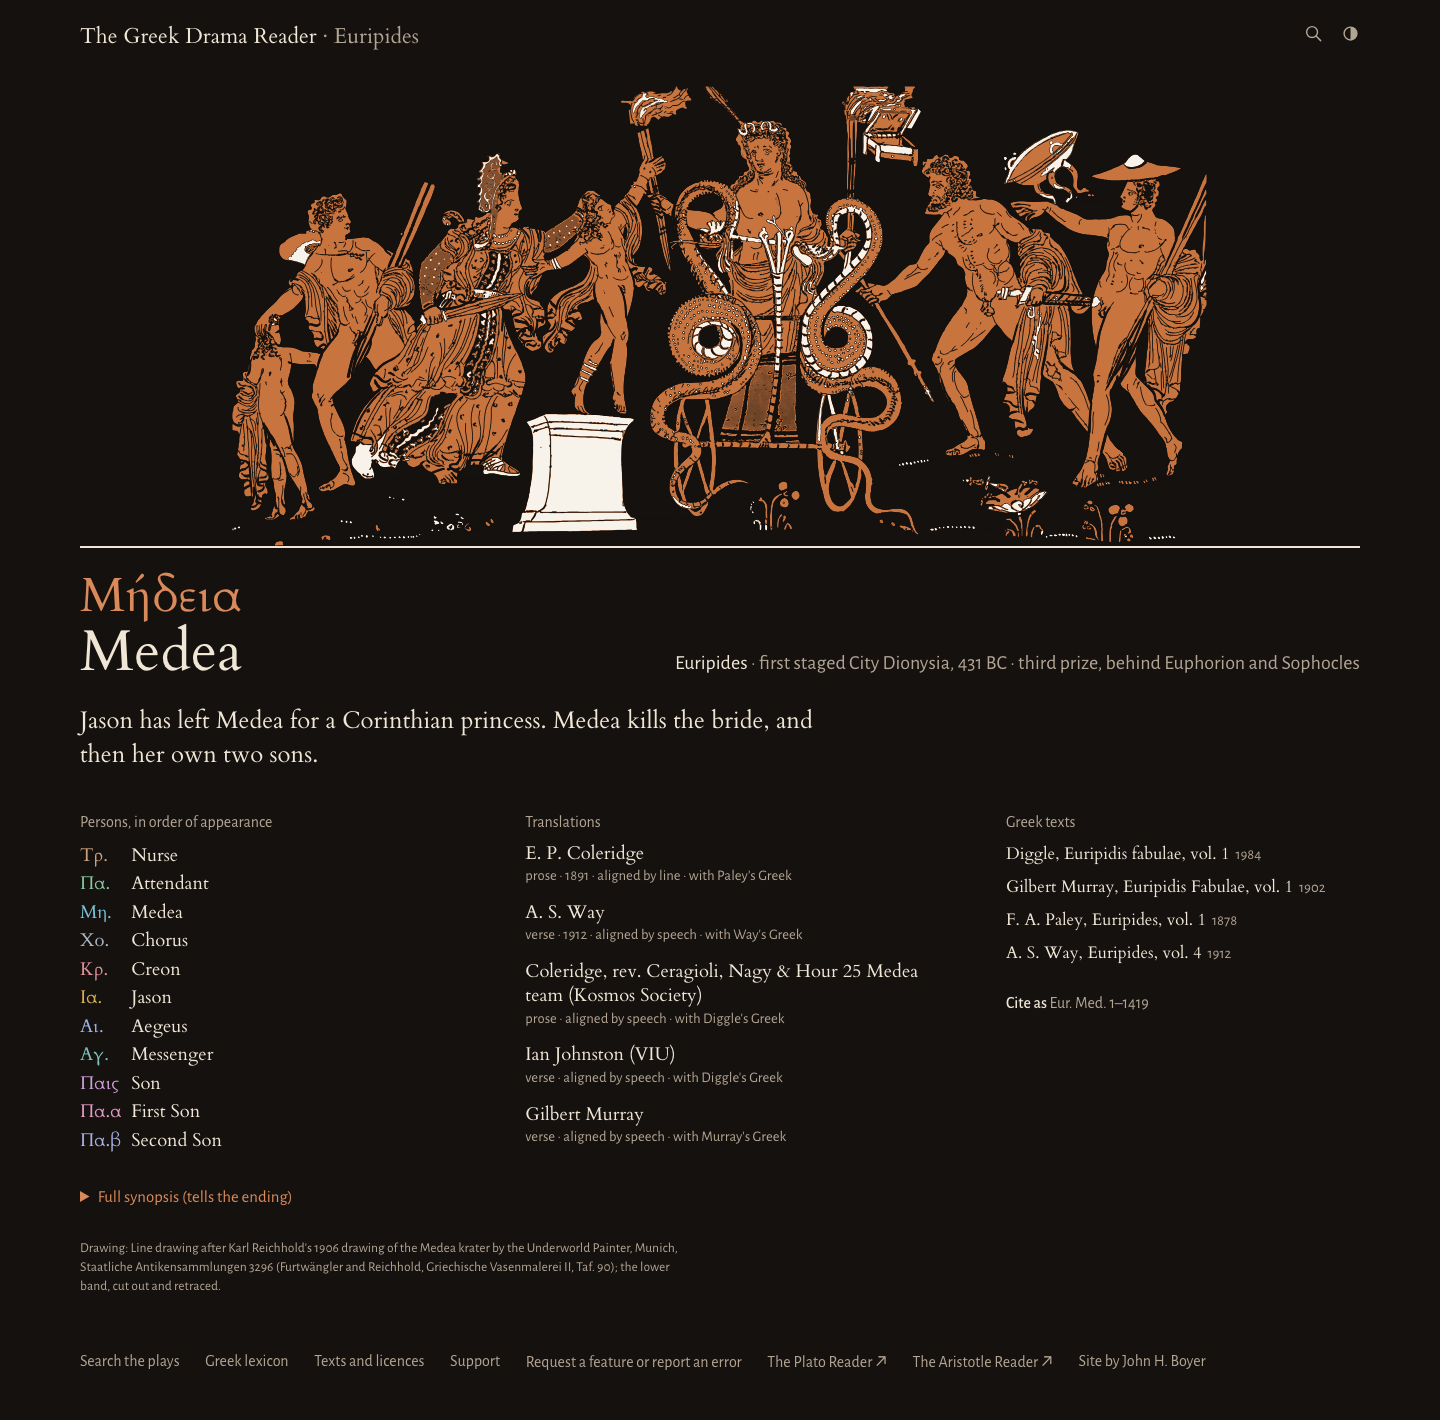 The Greek Drama Reader · Euripides
Μήδεια
Medea
Euripides · first staged City Dionysia, 431 BC · third prize, behind Euphorion and Sophocles
Jason has left Medea for a Corinthian princess. Medea kills the bride, and
then her own two sons.
Persons, in order of appearance
Τρ. Nurse
Πα. Attendant
Μη. Medea
Χο. Chorus
Κρ. Creon
Ια. Jason
Αι. Aegeus
Αγ. Messenger
Παις Son
Πα.α First Son
Πα.β Second Son
Translations
E. P. Coleridge
prose · 1891 · aligned by line · with Paley's Greek
A. S. Way
verse · 1912 · aligned by speech · with Way's Greek
Coleridge, rev. Ceragioli, Nagy & Hour 25 Medea
team (Kosmos Society)
prose · aligned by speech · with Diggle's Greek
Ian Johnston (VIU)
verse · aligned by speech · with Diggle's Greek
Gilbert Murray
verse · aligned by speech · with Murray's Greek
Greek texts
Diggle, Euripidis fabulae, vol. 1 1984
Gilbert Murray, Euripidis Fabulae, vol. 1 1902
F. A. Paley, Euripides, vol. 1 1878
A. S. Way, Euripides, vol. 4 1912
Cite as Eur. Med. 1–1419
▶ Full synopsis (tells the ending)
Drawing: Line drawing after Karl Reichhold's 1906 drawing of the Medea krater by the Underworld Painter, Munich,
Staatliche Antikensammlungen 3296 (Furtwängler and Reichhold, Griechische Vasenmalerei II, Taf. 90); the lower
band, cut out and retraced.
Search the plays Greek lexicon Texts and licences Support Request a feature or report an error The Plato Reader ↗ The Aristotle Reader ↗ Site by John H. Boyer